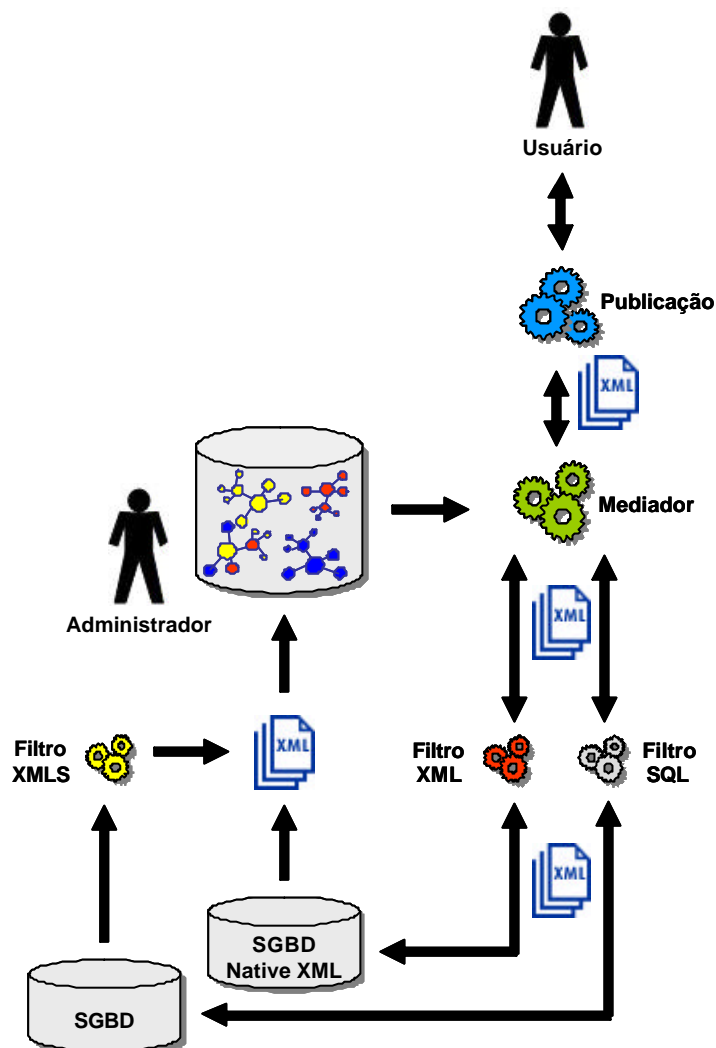 Usuário
Publicação
XML
Mediador
Administrador
XML
Filtro
XMLS
XML
Filtro
XML
Filtro
SQL
XML
SGBD
Native XML
SGBD